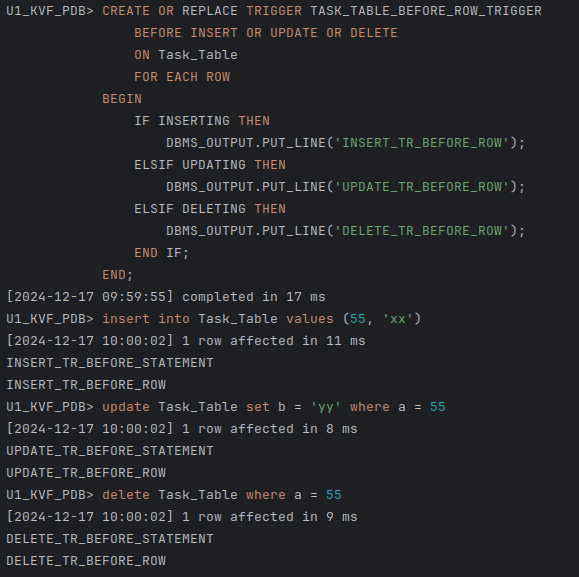 U1_KVF_PDB> CREATE OR REPLACE TRIGGER TASK_TABLE_BEFORE_ROW_TRIGGER
BEFORE INSERT OR UPDATE OR DELETE
ON Task_Table
FOR EACH ROW
BEGIN
IF INSERTING THEN
DBMS_OUTPUT.PUT_LINE('INSERT_TR_BEFORE_ROW');
ELSIF UPDATING THEN
DBMS_OUTPUT.PUT_LINE('UPDATE_TR_BEFORE_ROW');
ELSIF DELETING THEN
DBMS_OUTPUT.PUT_LINE('DELETE_TR_BEFORE_ROW');
END IF;
END;
[2024-12-17 09:59:55] completed in 17 ms
U1_KVF_PDB> insert into Task_Table values (55, 'xx')
[2024-12-17 10:00:02] 1 row affected in 11 ms
INSERT_TR_BEFORE_STATEMENT
INSERT_TR_BEFORE_ROW
U1_KVF_PDB> update Task_Table set b = 'yy' where a = 55
[2024-12-17 10:00:02] 1 row affected in 8 ms
UPDATE_TR_BEFORE_STATEMENT
UPDATE_TR_BEFORE_ROW
U1_KVF_PDB> delete Task_Table where a = 55
[2024-12-17 10:00:02] 1 row affected in 9 ms
DELETE_TR_BEFORE_STATEMENT
DELETE_TR_BEFORE_ROW